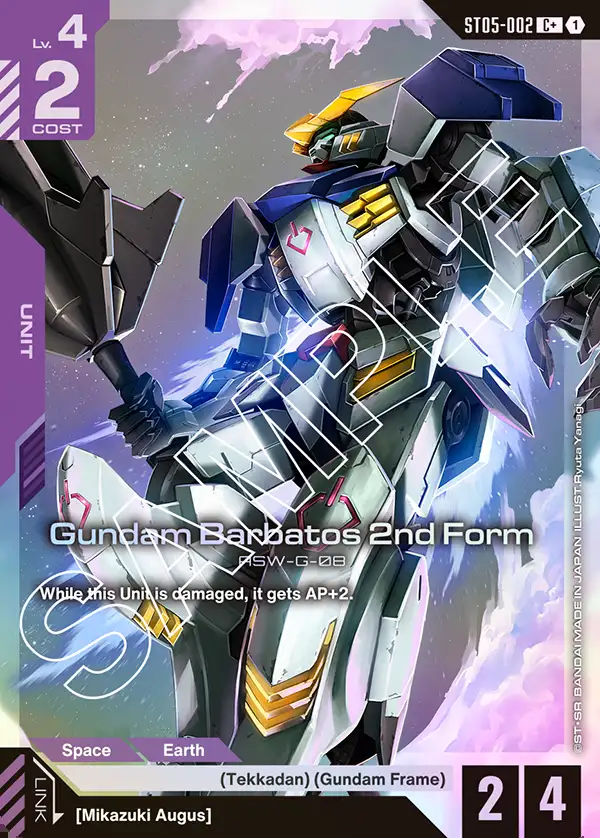 Lv. 4
2
COST
ST05-002 C+ 1
UNIT
SAMPLE
Gundam Barbatos 2nd Form
ASW-G-08
While this Unit is damaged, it gets AP+2.
©ST・SR BANDAI MADE IN JAPAN ILLUST.Ryuta Yanagi
Space Earth
(Tekkadan) (Gundam Frame)
LINK
[Mikazuki Augus]
2 4